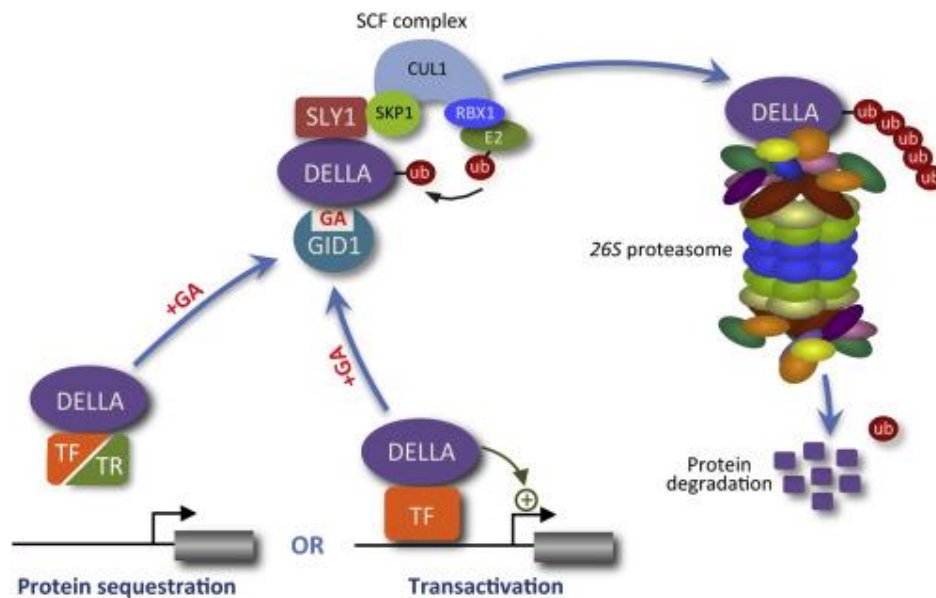 SCF complex
CUL1
SLY1
SKP1
RBX1
E2
DELLA
ub
ub
GA
GID1
DELLA
ub
ub
ub
ub
ub
26S proteasome
+GA
+GA
DELLA
TF
TR
DELLA
TF
+
OR
ub
Protein
degradation
Protein sequestration
Transactivation